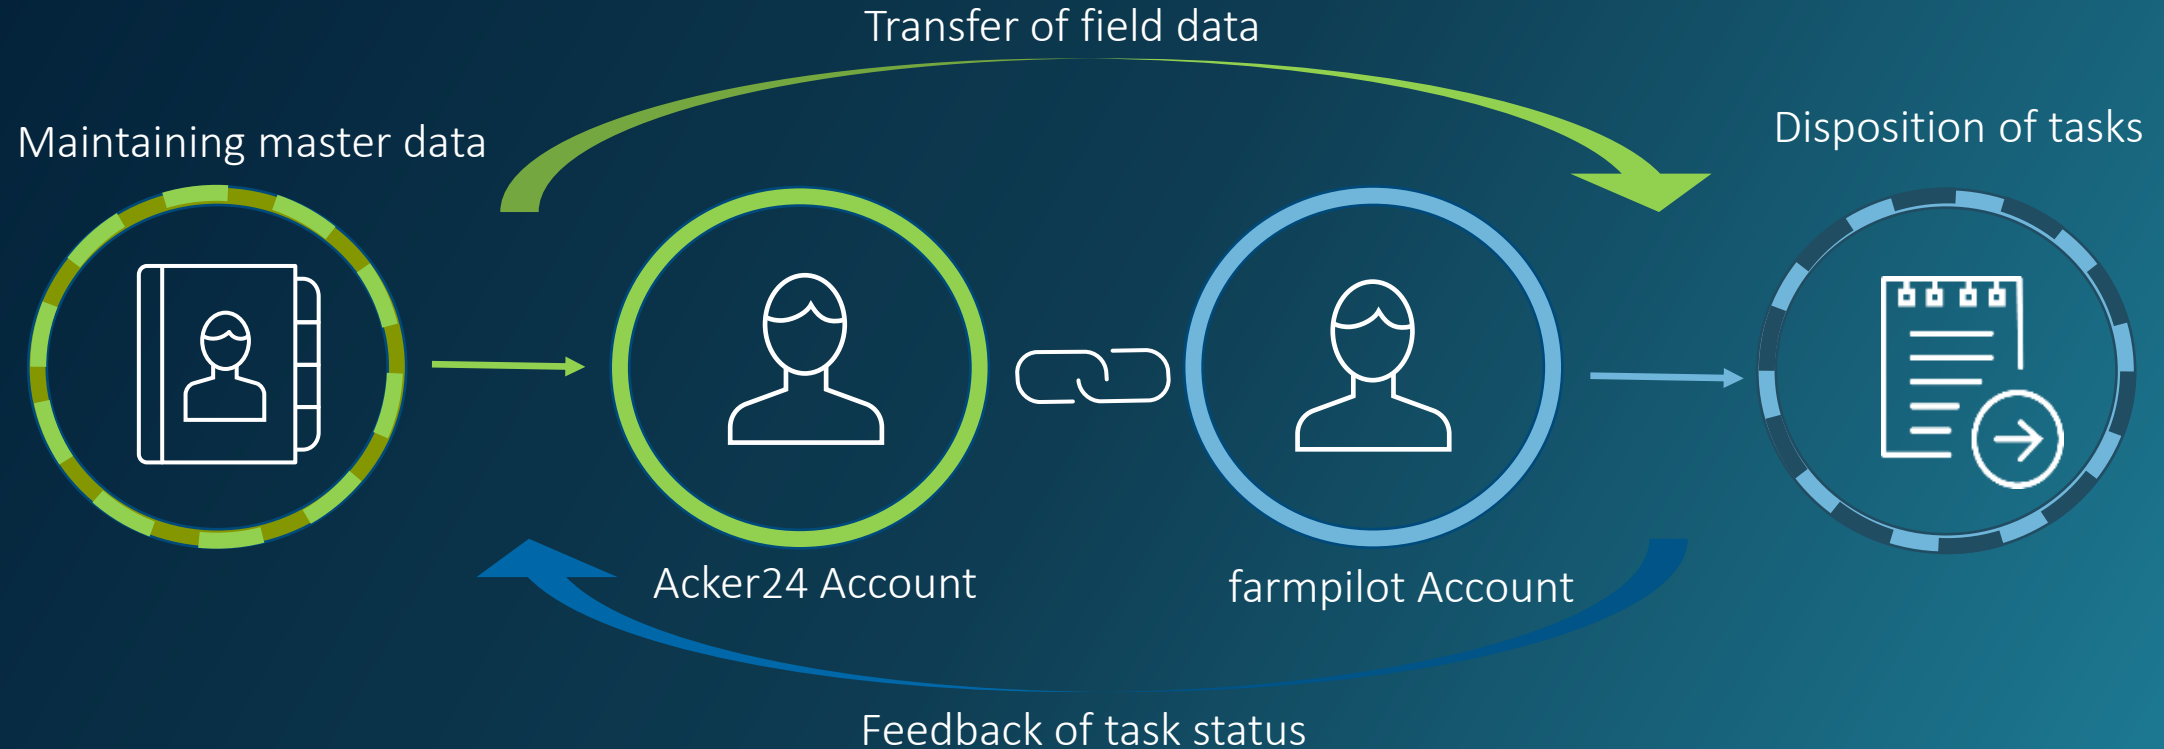 Transfer of field data
Maintaining master data
Disposition of tasks
Acker24 Account
farmpilot Account
Feedback of task status